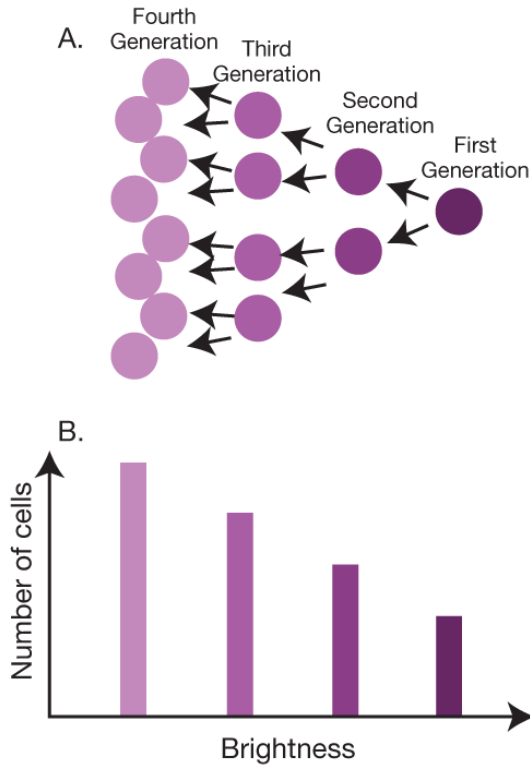 A.
Fourth
Generation
Third
Generation
Second
Generation
First
Generation
B.
Number of cells
Brightness